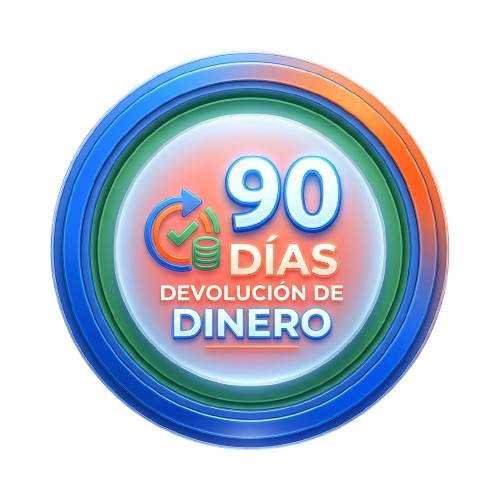 90
DÍAS
DEVOLUCIÓN DE
DINERO